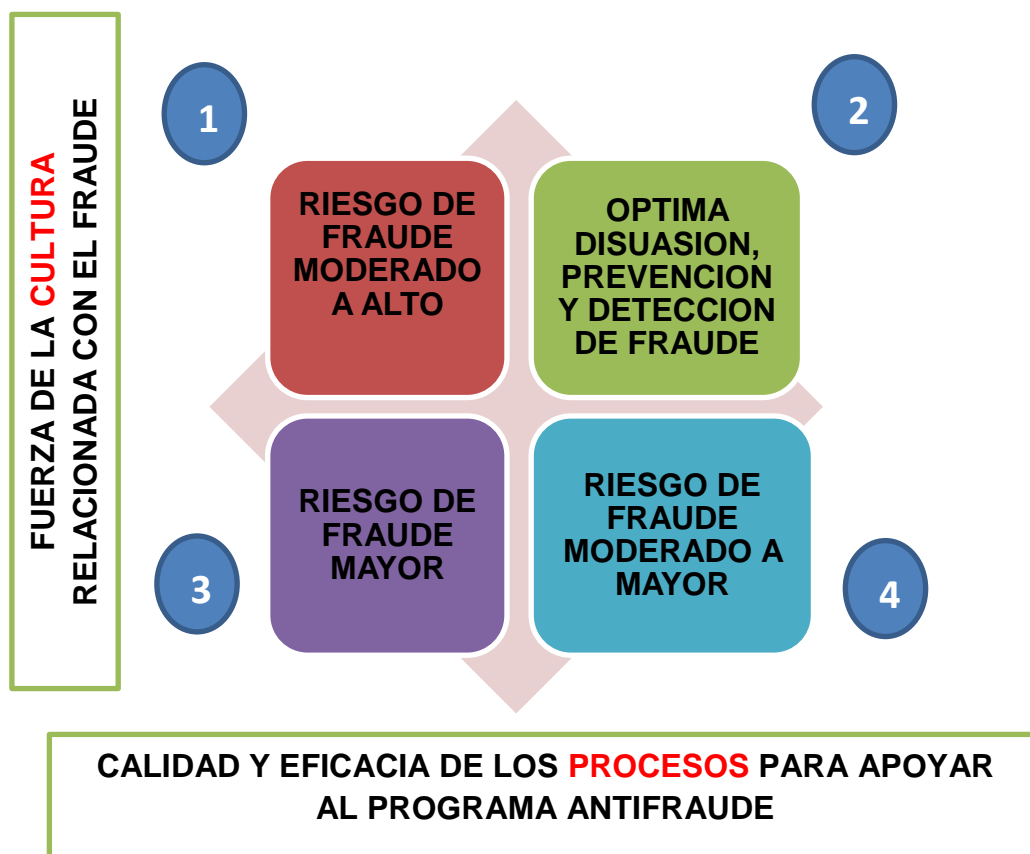 FUERZA DE LA CULTURA
RELACIONADA CON EL FRAUDE
1
2
RIESGO DE
FRAUDE
MODERADO
A ALTO
OPTIMA
DISUASION,
PREVENCION
Y DETECCION
DE FRAUDE
3
RIESGO DE
FRAUDE
MAYOR
RIESGO DE
FRAUDE
MODERADO A
MAYOR
4
CALIDAD Y EFICACIA DE LOS PROCESOS PARA APOYAR
AL PROGRAMA ANTIFRAUDE